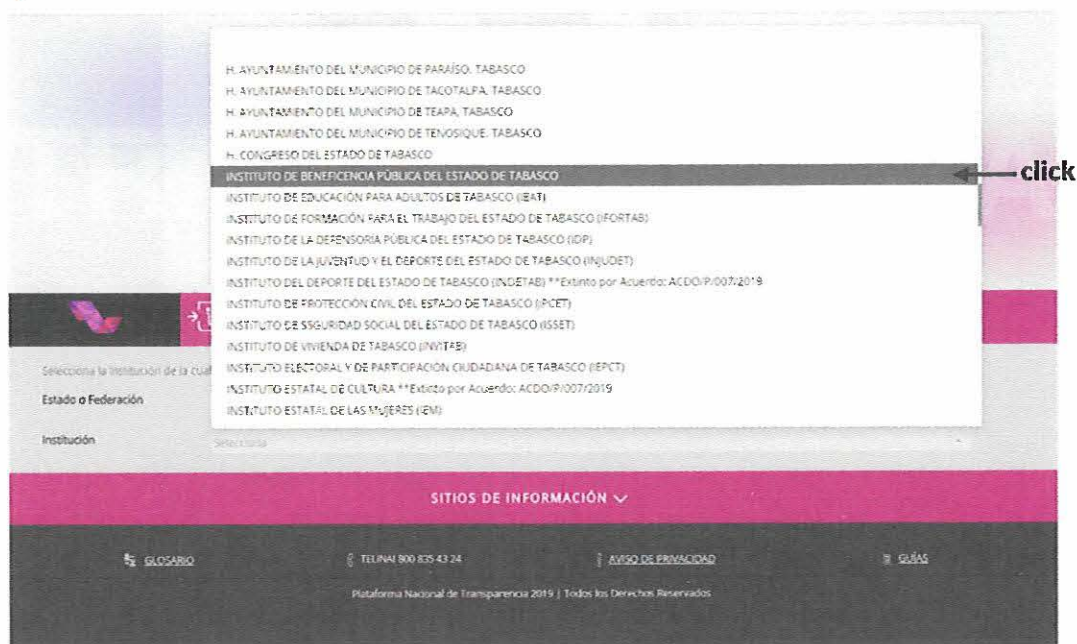 H. AYUNTAMIENTO DEL MUNICIPIO DE PARAÍSO, TABASCO
H. AYUNTAMIENTO DEL MUNICIPIO DE TACOTALPA, TABASCO
H. AYUNTAMIENTO DEL MUNICIPIO DE TEAPA, TABASCO
H. AYUNTAMIENTO DEL MUNICIPIO DE TENOSIQUE, TABASCO
H. CONGRESO DEL ESTADO DE TABASCO
INSTITUTO DE BENEFICENCIA PÚBLICA DEL ESTADO DE TABASCO
click
INSTITUTO DE EDUCACIÓN PARA ADULTOS DE TABASCO (IEAT)
INSTITUTO DE FORMACIÓN PARA EL TRABAJO DEL ESTADO DE TABASCO (IFORTAB)
INSTITUTO DE LA DEFENSORÍA PÚBLICA DEL ESTADO DE TABASCO (IDP)
INSTITUTO DE LA JUVENTUD Y EL DEPORTE DEL ESTADO DE TABASCO (INJUDET)
INSTITUTO DEL DEPORTE DEL ESTADO DE TABASCO (INDETAB) **Extinto por Acuerdo: ACDO/P/007/2019
INSTITUTO DE PROTECCIÓN CIVIL DEL ESTADO DE TABASCO (IPCET)
INSTITUTO DE SEGURIDAD SOCIAL DEL ESTADO DE TABASCO (ISSET)
INSTITUTO DE VIVIENDA DE TABASCO (INVITAB)
INSTITUTO ELECTORAL Y DE PARTICIPACIÓN CIUDADANA DE TABASCO (IEPCT)
INSTITUTO ESTATAL DE CULTURA **Extinto por Acuerdo: ACDO/P/007/2019
INSTITUTO ESTATAL DE LAS MUJERES (IEM)
Selecciona la institución de la cual
Estado o Federación
Institución
Selecciona
SITIOS DE INFORMACIÓN
GLOSARIO
TELINAI 800 835 43 24
AVISO DE PRIVACIDAD
GUÍAS
Plataforma Nacional de Transparencia 2019 | Todos los Derechos Reservados